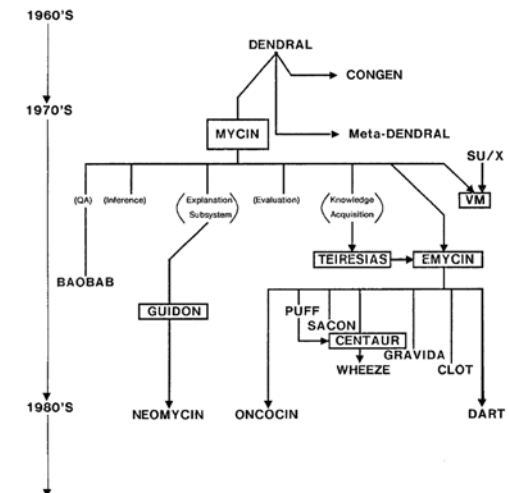 1960'S
DENDRAL
CONGEN
1970'S
MYCIN
Meta-DENDRAL
SU/X
(QA)
(Inference)
(Explanation
Subsystem)
(Evaluation)
(Knowledge
Acquisition)
VM
TEIRESIAS
EMYCIN
BAOBAB
GUIDON
PUFF
SACON
CENTAUR
GRAVIDA
WHEEZE
CLOT
1980'S
NEOMYCIN
ONCOCIN
DART